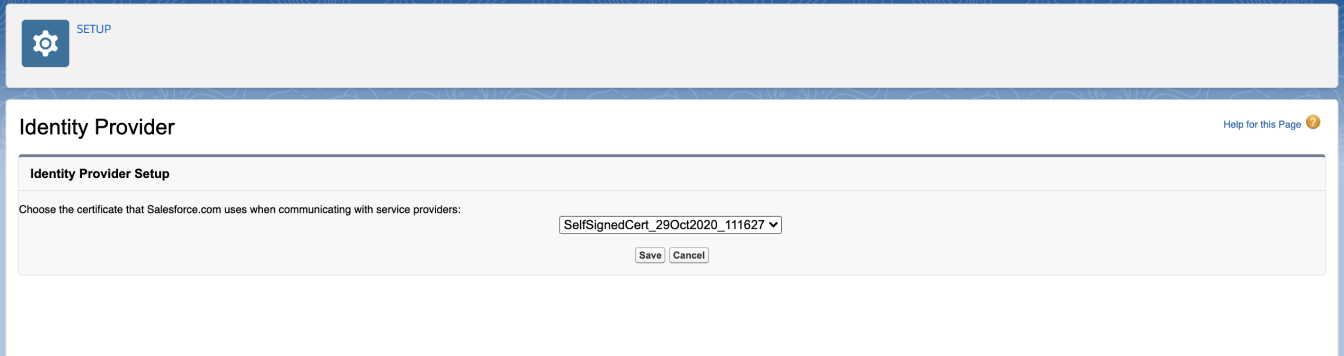 SETUP
Identity Provider
Help for this Page ?
Identity Provider Setup
Choose the certificate that Salesforce.com uses when communicating with service providers:
SelfSignedCert_29Oct2020_111627
Save Cancel